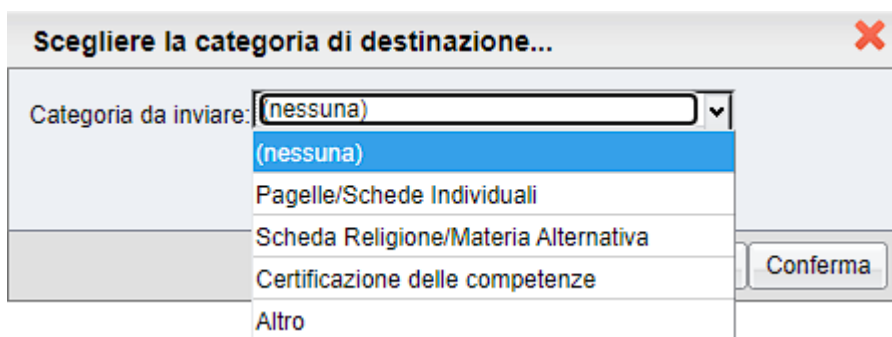 Scegliere la categoria di destinazione...
Categoria da inviare: (nessuna)
(nessuna)
Pagelle/Schede Individuali
Scheda Religione/Materia Alternativa
Certificazione delle competenze
Conferma
Altro